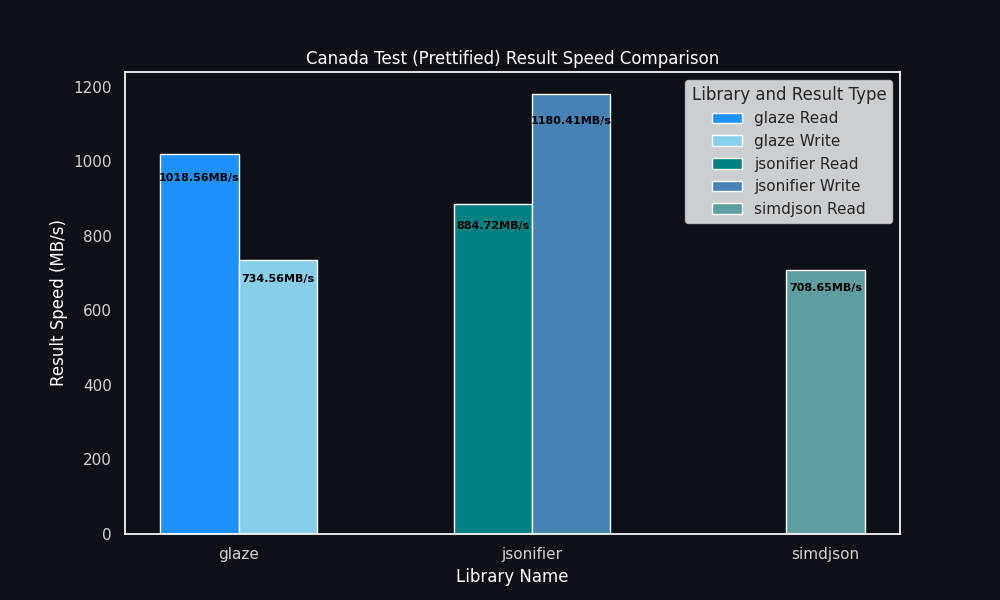 Canada Test (Prettified) Result Speed Comparison
Library and Result Type
glaze Read
glaze Write
jsonifier Read
jsonifier Write
simdjson Read
Result Speed (MB/s)
1200
1000
800
600
400
200
0
1018.56MB/s
734.56MB/s
884.72MB/s
1180.41MB/s
708.65MB/s
glaze
jsonifier
simdjson
Library Name